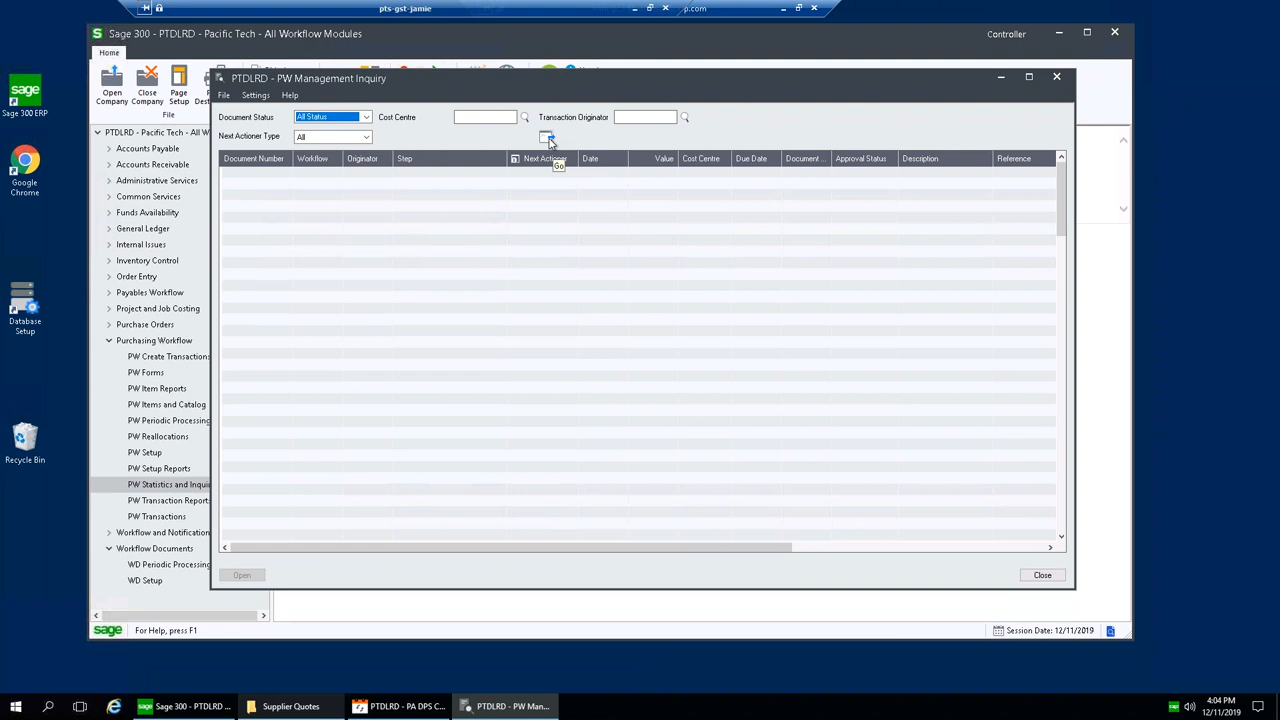 pts-gst-jamie
p.com
Sage 300 - PTDLRD - Pacific Tech - All Workflow Modules
Controller
Home
Open Company
Close Company
Page Setup
File
PTDLRD - PW Management Inquiry
File Settings Help
Document Status All Status Cost Centre Transaction Originator
Next Actioner Type All
Document Number Workflow Originator Step Next Actioner Date Value Cost Centre Due Date Document ... Approval Status Description Reference
Go
PTDLRD - Pacific Tech - All W
Accounts Payable
Accounts Receivable
Administrative Services
Common Services
Funds Availability
General Ledger
Internal Issues
Inventory Control
Order Entry
Payables Workflow
Project and Job Costing
Purchase Orders
Purchasing Workflow
PW Create Transactions
PW Forms
PW Item Reports
PW Items and Catalog
PW Periodic Processing
PW Reallocations
PW Setup
PW Setup Reports
PW Statistics and Inqui
PW Transaction Report
PW Transactions
Workflow and Notification
Workflow Documents
WD Periodic Processing
WD Setup
Open
Close
sage For Help, press F1
Session Date: 12/11/2019
sage
Sage 300 ERP
Google Chrome
Database Setup
Recycle Bin
Sage 300 - PTDLRD ...
Supplier Quotes
PTDLRD - PA DPS C...
PTDLRD - PW Man...
4:04 PM
12/11/2019